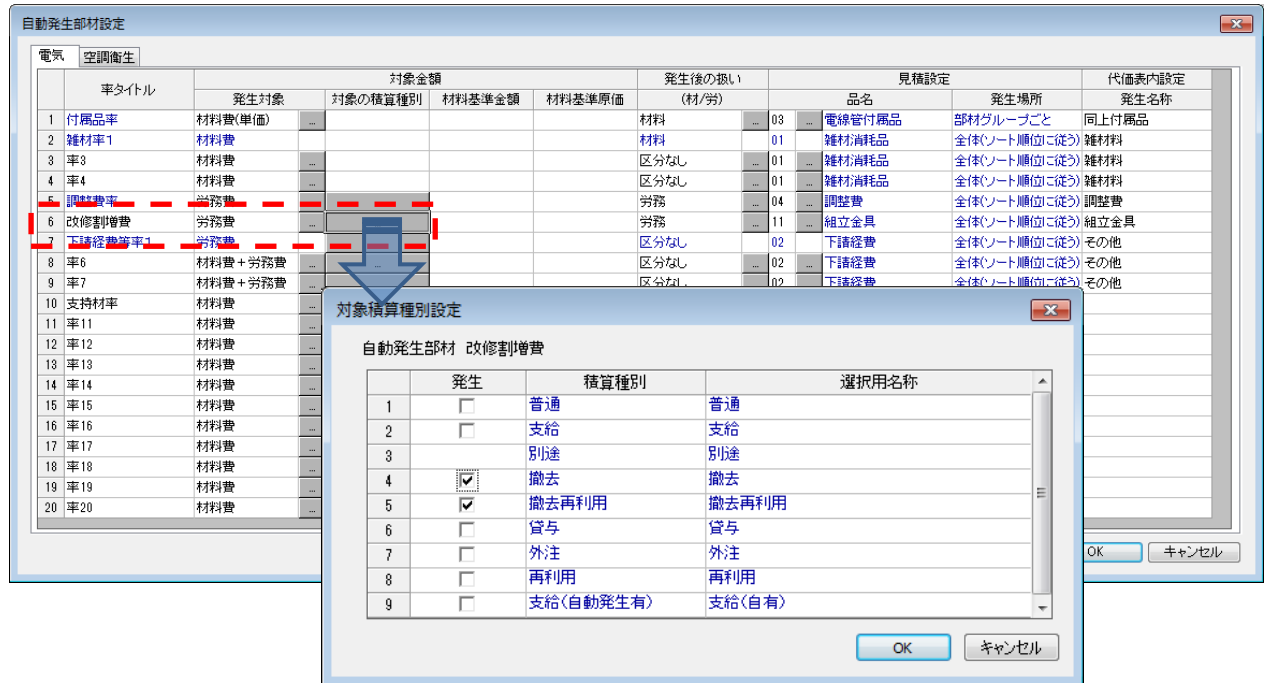 自動発生部材設定
電気 空調衛生
率タイトル 対象金額 発生後の扱い 見積設定 代価表内設定
発生対象 対象の積算種別 材料基準金額 材料基準原価 (材/労) 品名 発生場所 発生名称
1 付属品率 材料費(単価) ... 材料 ... 03 ... 電線管付属品 部材グループごと 同上付属品
2 雑材率1 材料費 材料 01 雑材消耗品 全体(ソート順位に従う) 雑材料
3 率3 材料費 ... 区分なし ... 01 ... 雑材消耗品 全体(ソート順位に従う) 雑材料
4 率4 材料費 ... 区分なし ... 01 ... 雑材消耗品 全体(ソート順位に従う) 雑材料
5 調整費率 労務費 ... 労務 ... 04 ... 調整費 全体(ソート順位に従う) 調整費
6 改修割増費 労務費 ... 労務 ... 11 ... 組立金具 全体(ソート順位に従う) 組立金具
7 下請経費等率1 労務費 区分なし 02 下請経費 全体(ソート順位に従う) その他
8 率6 材料費+労務費 ... ... 区分なし ... 02 ... 下請経費 全体(ソート順位に従う) その他
9 率7 材料費+労務費 ... 区分なし ... 02 ... 下請経費 全体(ソート順位に従う) その他
10 支持材率 材料費 ...
11 率11 材料費 ...
12 率12 材料費 ...
13 率13 材料費 ...
14 率14 材料費 ...
15 率15 材料費 ...
16 率16 材料費 ...
17 率17 材料費 ...
18 率18 材料費 ...
19 率19 材料費 ...
20 率20 材料費 ...
OK キャンセル
対象積算種別設定
自動発生部材 改修割増費
発生 積算種別 選択用名称
1 普通 普通
2 支給 支給
3 別途 別途
4 撤去 撤去
5 撤去再利用 撤去再利用
6 貸与 貸与
7 外注 外注
8 再利用 再利用
9 支給(自動発生有) 支給(自有)
OK キャンセル